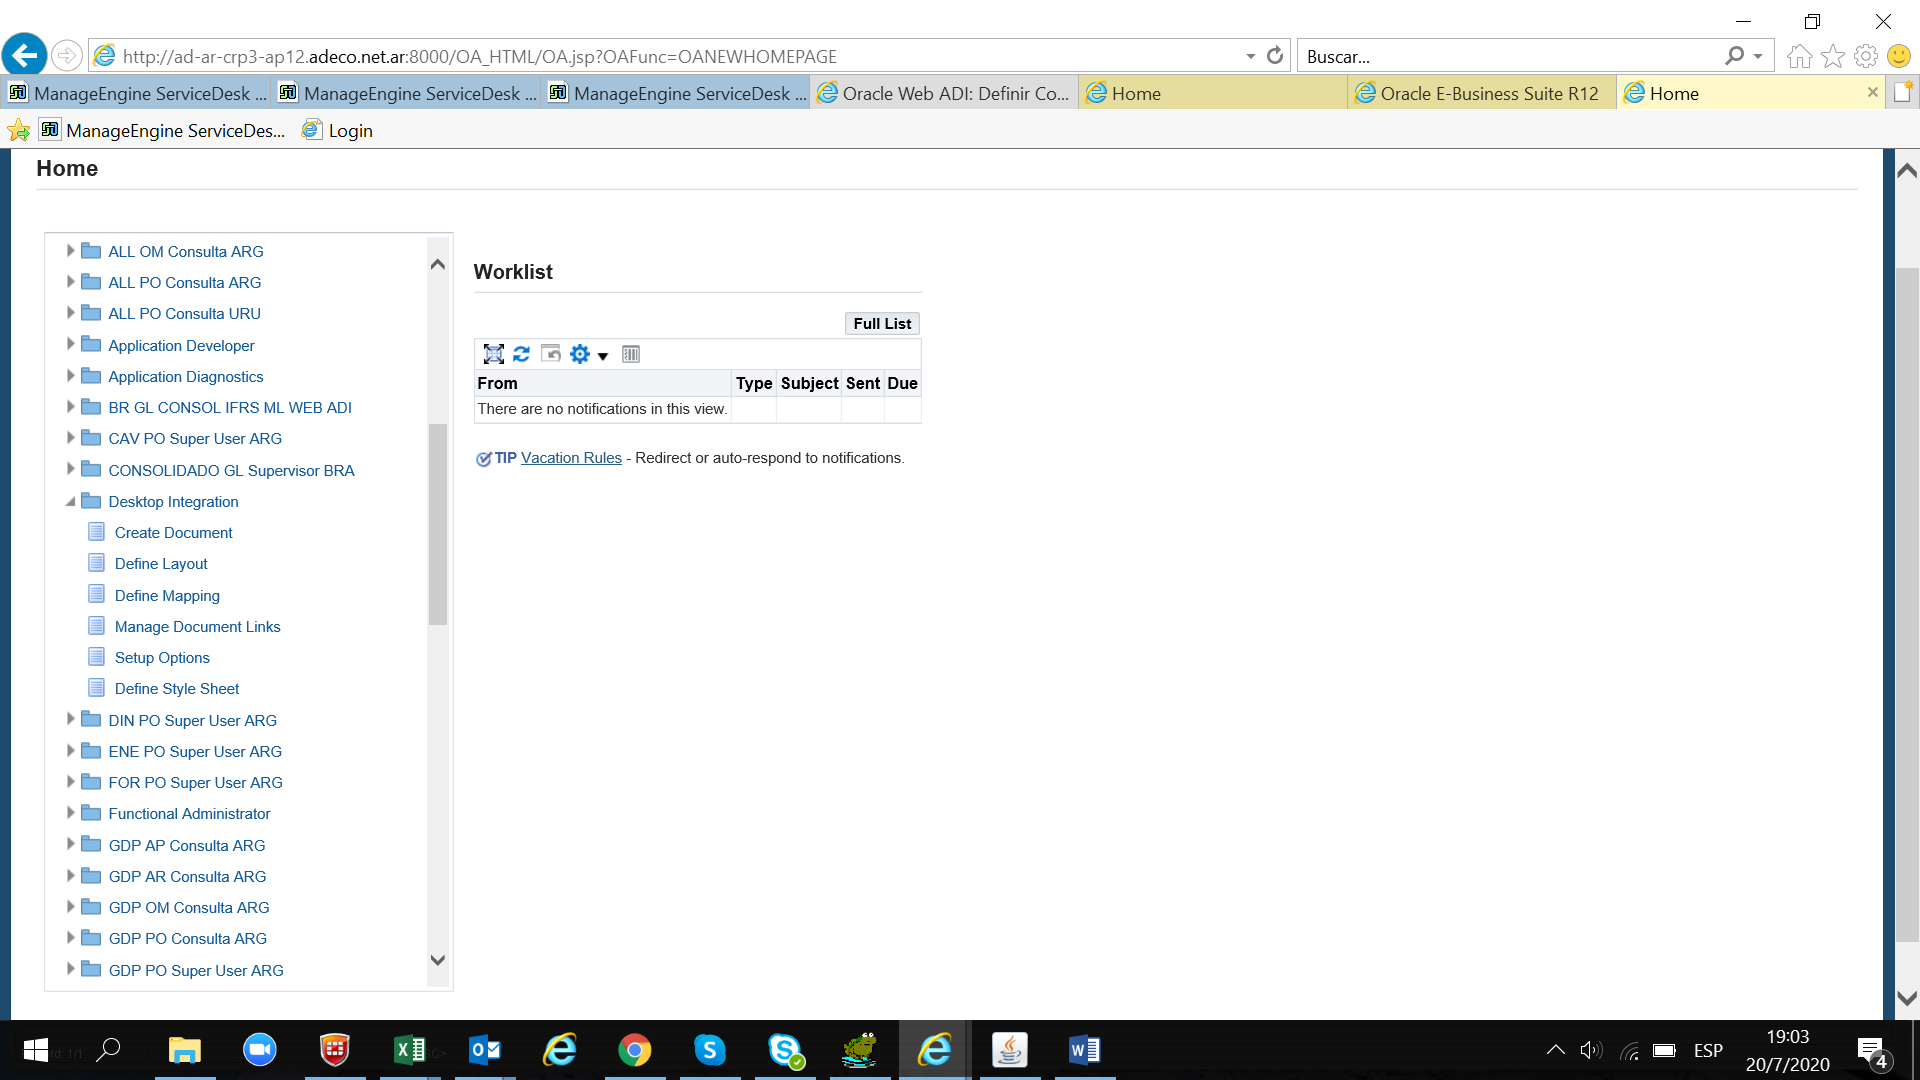 http://ad-ar-crp3-ap12.adeco.net.ar:8000/OA_HTML/OA.jsp?OAFunc=OANEWHOMEPAGE
Buscar...
ManageEngine ServiceDesk ...
ManageEngine ServiceDesk ...
ManageEngine ServiceDesk ...
Oracle Web ADI: Definir Co...
Home
Oracle E-Business Suite R12
Home
ManageEngine ServiceDes...
Login
Home
ALL OM Consulta ARG
ALL PO Consulta ARG
ALL PO Consulta URU
Application Developer
Application Diagnostics
BR GL CONSOL IFRS ML WEB ADI
CAV PO Super User ARG
CONSOLIDADO GL Supervisor BRA
Desktop Integration
Create Document
Define Layout
Define Mapping
Manage Document Links
Setup Options
Define Style Sheet
DIN PO Super User ARG
ENE PO Super User ARG
FOR PO Super User ARG
Functional Administrator
GDP AP Consulta ARG
GDP AR Consulta ARG
GDP OM Consulta ARG
GDP PO Consulta ARG
GDP PO Super User ARG
Worklist
Full List
From Type Subject Sent Due
There are no notifications in this view.
TIP Vacation Rules - Redirect or auto-respond to notifications.
ESP
19:03
20/7/2020
4